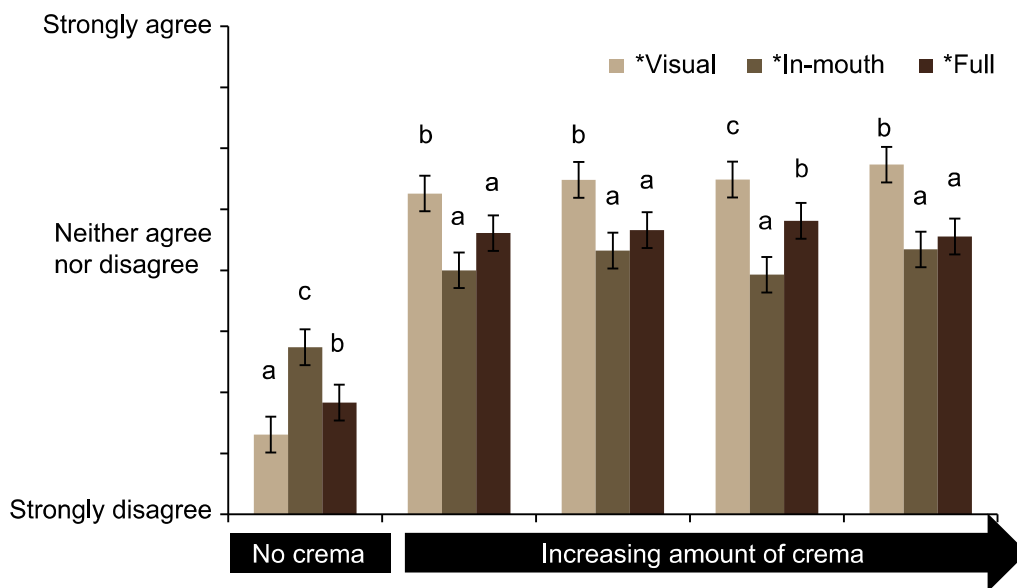 Strongly agree
*Visual *In-mouth *Full
b b c b
a a b a
a a a a
Neither agree
nor disagree
c
b
a
Strongly disagree
No crema Increasing amount of crema